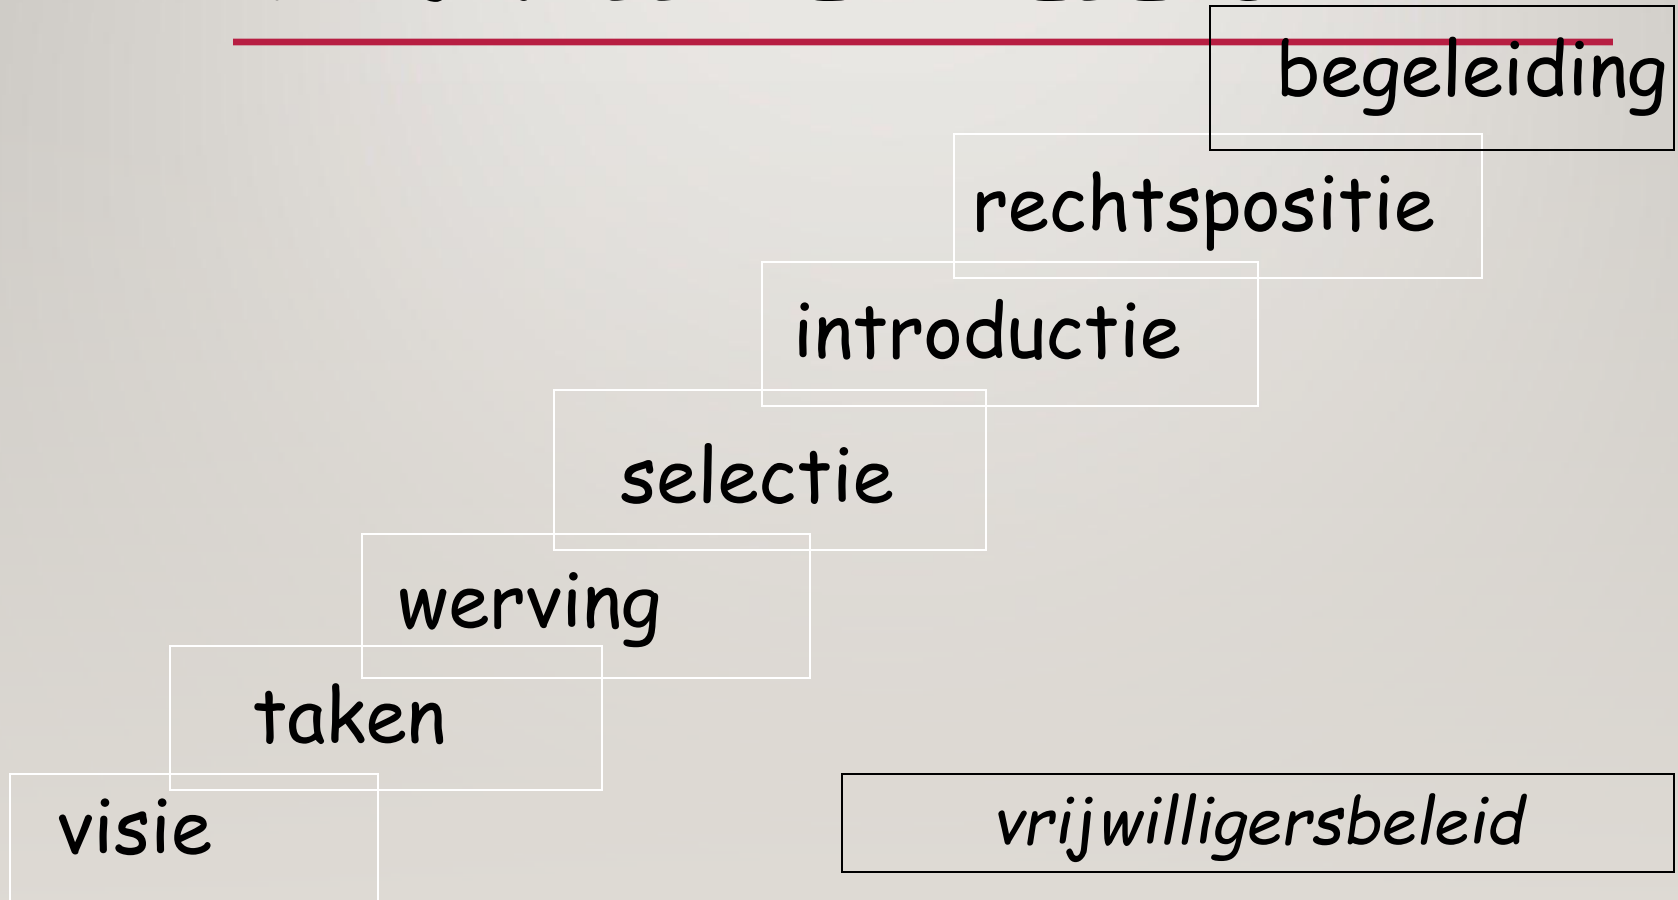 begeleiding
rechtspositie
introductie
selectie
werving
taken
visie
vrijwilligersbeleid